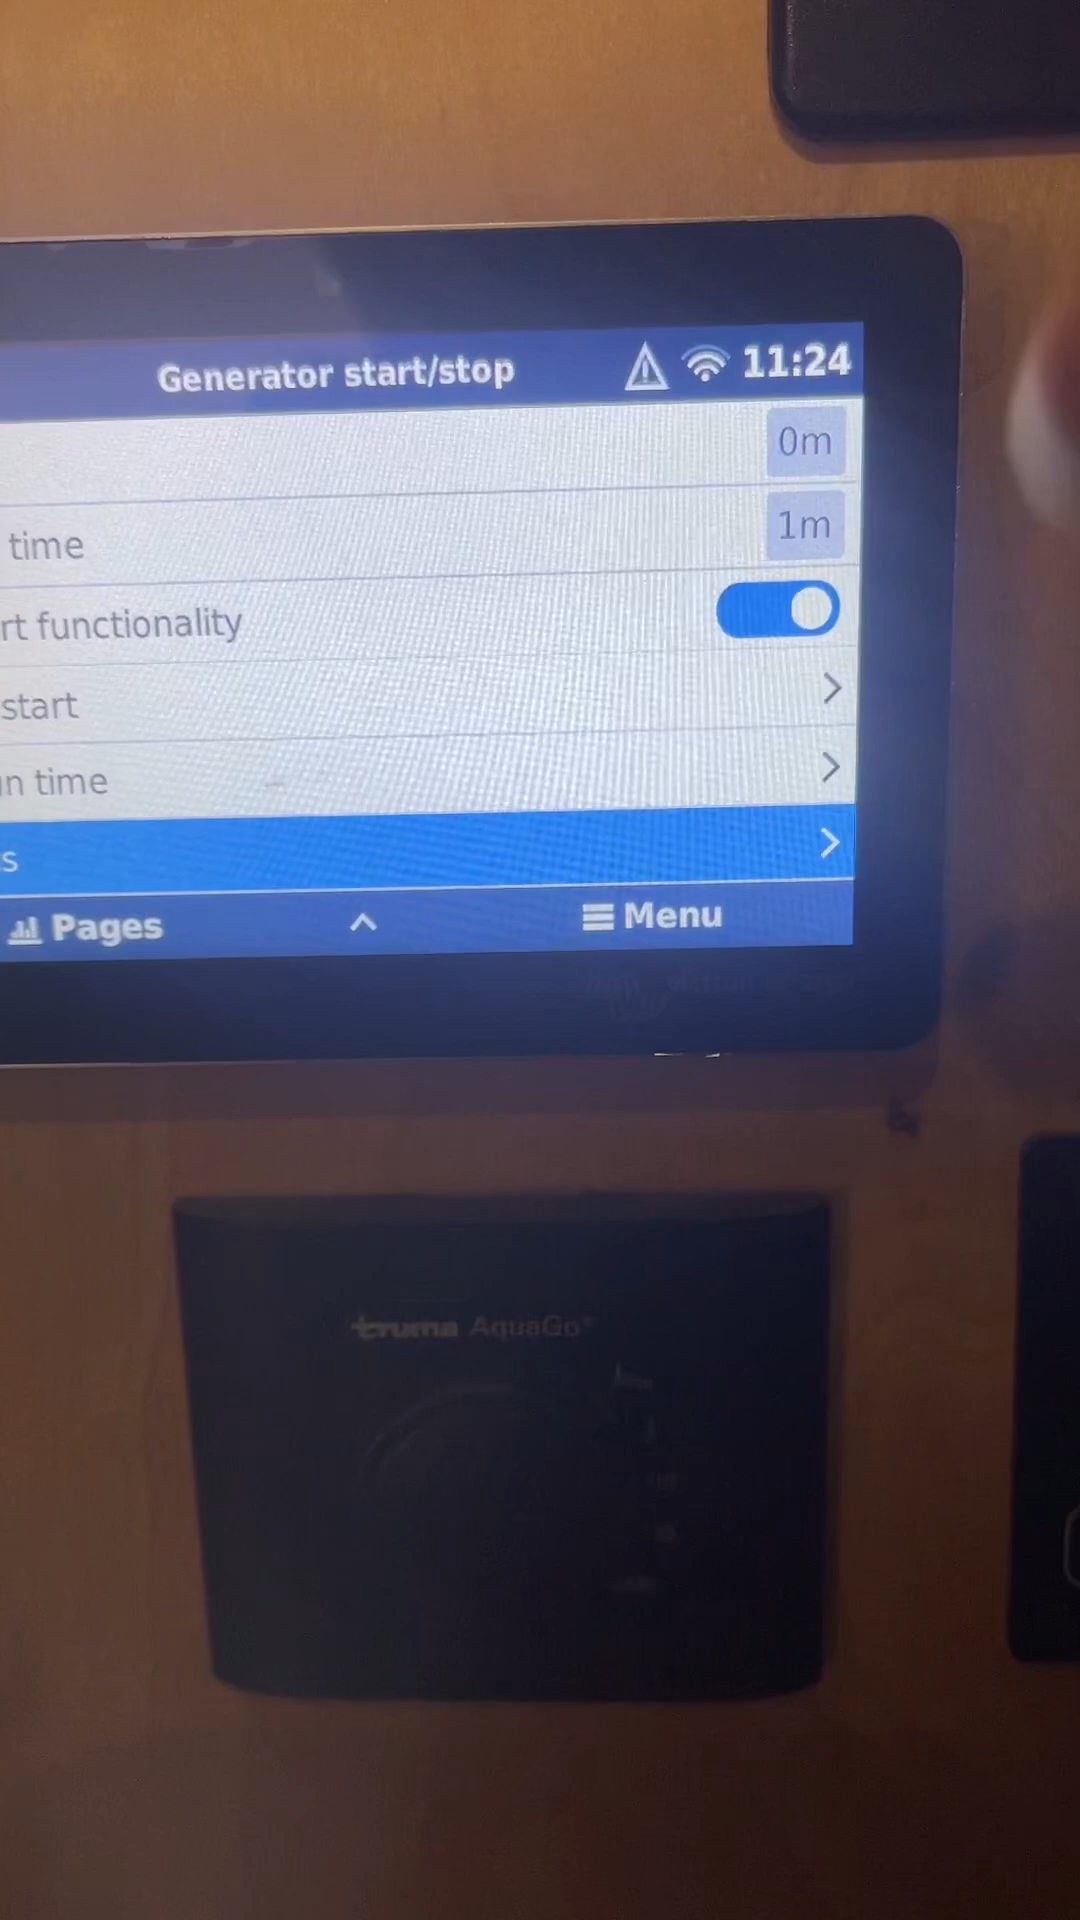 Generator start/stop 11:24
0m
time 1m
rt functionality
start
n time
s
Pages Menu
truma AquaGo